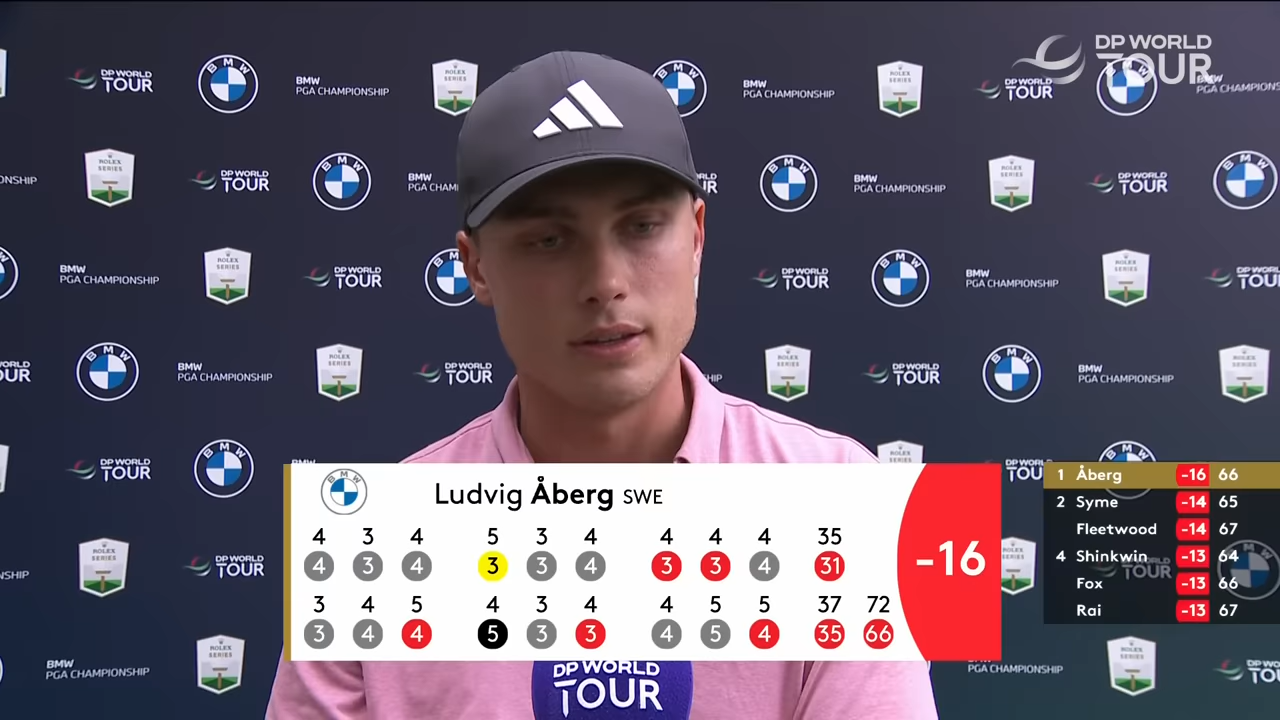 DP WORLD
TOUR
BMW
PGA CHAMPIONSHIP
ROLEX
SERIES
BMW
Ludvig Åberg SWE
4 3 4 5 3 4 4 4 4 35
4 3 4 3 3 4 3 3 4 31
3 4 5 4 3 4 4 5 5 37 72
3 4 4 5 3 3 4 5 4 35 66
-16
1 Åberg -16 66
2 Syme -14 65
Fleetwood -14 67
4 Shinkwin -13 64
Fox -13 66
Rai -13 67
DP WORLD
TOUR